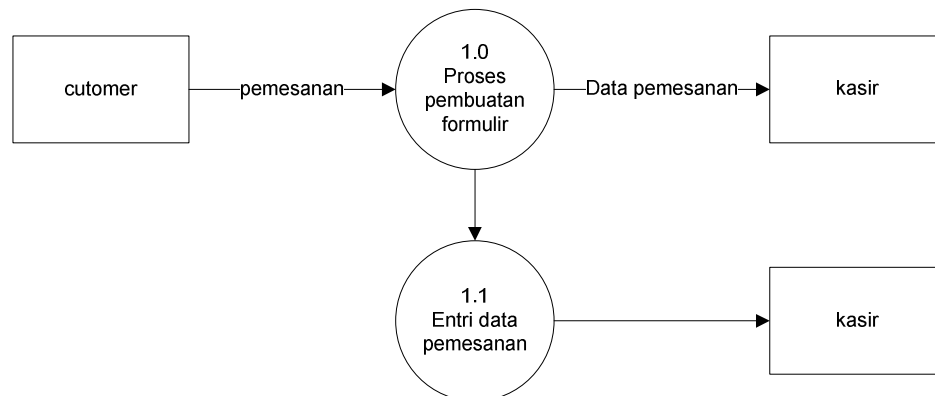 cutomer
pemesanan
1.0
Proses
pembuatan
formulir
Data pemesanan
kasir
1.1
Entri data
pemesanan
kasir